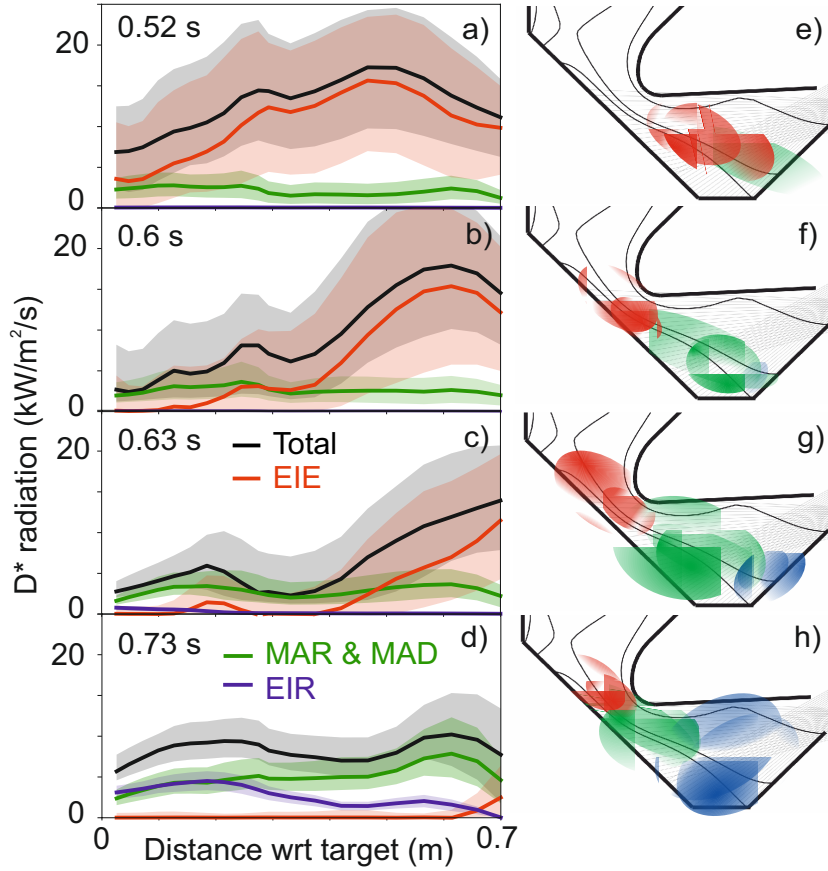 0.52 s
a)
e)
20
0
0.6 s
b)
f)
20
0
0.63 s
c)
g)
20
Total
EIE
0
0.73 s
d)
h)
MAR & MAD
20
EIR
0
0
0.7
Distance wrt target (m)
D* radiation (kW/m²/s)